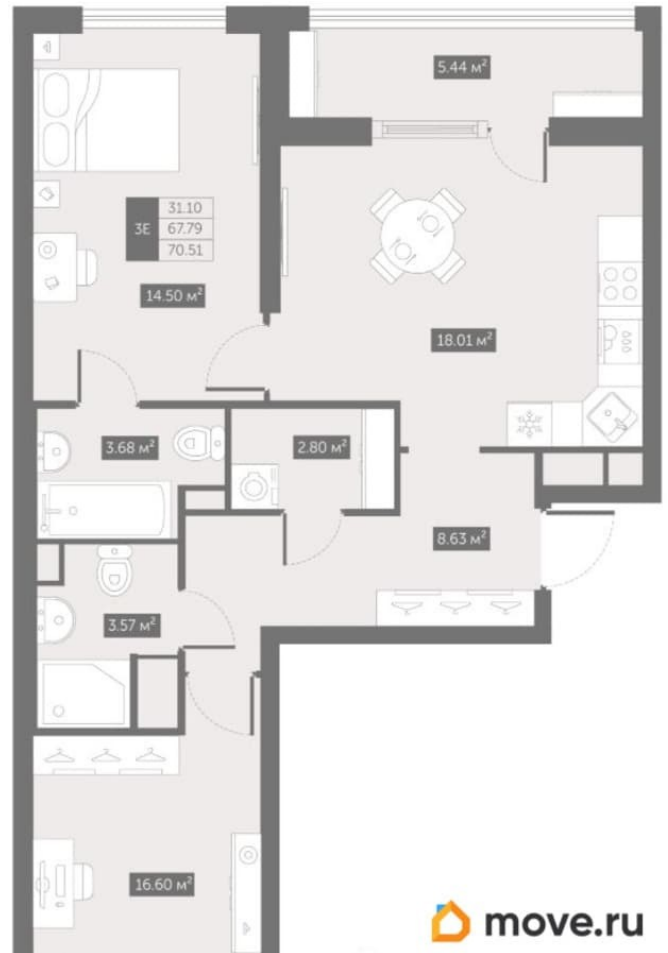 5.44 м²
3Е
31.10
67.79
70.51
14.50 м²
18.01 м²
3.68 м²
2.80 м²
8.63 м²
3.57 м²
16.60 м²
move.ru